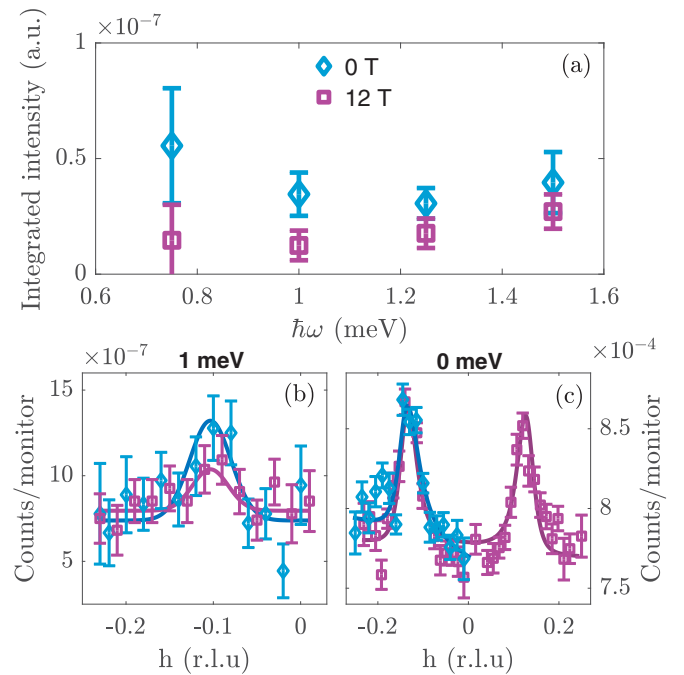 ×10⁻⁷
1
(a)
0 T
12 T
Integrated intensity (a.u.)
0.5
0
0.6
0.8
1
1.2
1.4
1.6
ℏω (meV)
×10⁻⁷
1 meV
(b)
15
10
5
Counts/monitor
-0.2
-0.1
0
h (r.l.u)
0 meV
×10⁻⁴
(c)
8.5
8
7.5
Counts/monitor
-0.2
0
0.2
h (r.l.u)